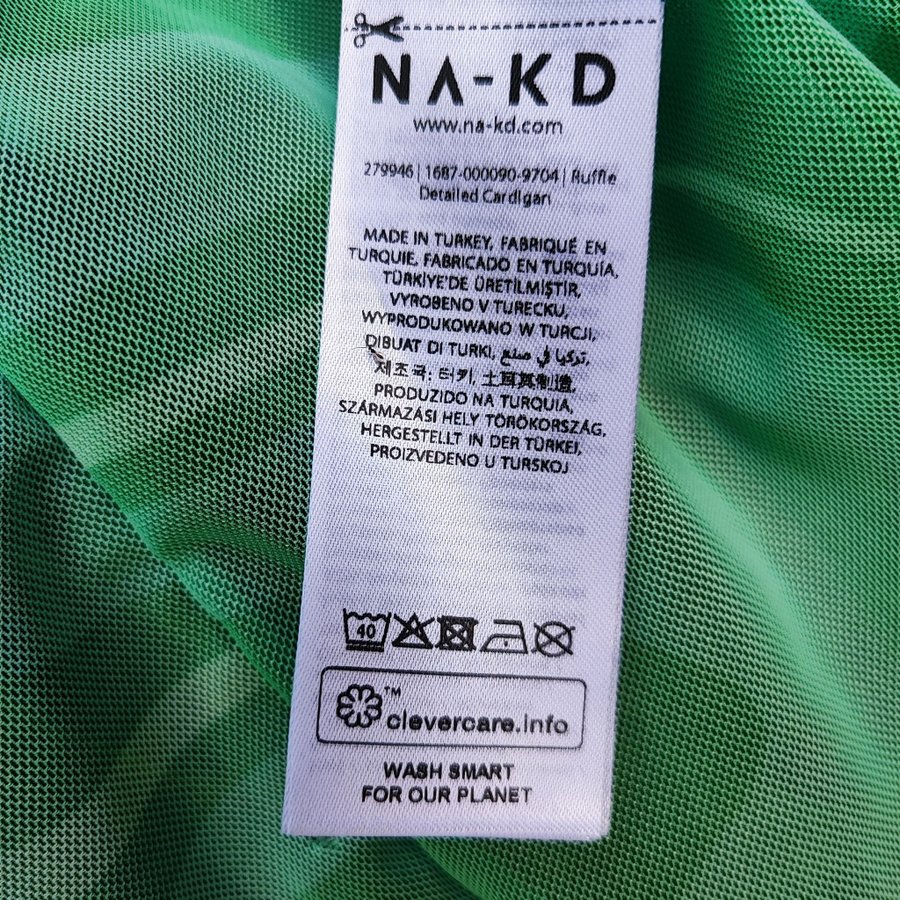 NA-KD
www.na-kd.com
279946 | 1687-000090-9704 | Ruffle
Detailed Cardigan
MADE IN TURKEY, FABRIQUÉ EN
TURQUIE, FABRICADO EN TURQUÍA,
TÜRKİYE'DE ÜRETİLMİŞTİR,
VYROBENO V TURECKU,
WYPRODUKOWANO W TURCJI,
DIBUAT DI TURKI, تركيا في صنع,
제조국: 터키, 土耳其制造,
PRODUZIDO NA TURQUIA,
SZÁRMAZÁSI HELY TÖRÖKORSZÁG,
HERGESTELLT IN DER TÜRKEI,
PROIZVEDENO U TURSKOJ
40
™
clevercare.info
WASH SMART
FOR OUR PLANET